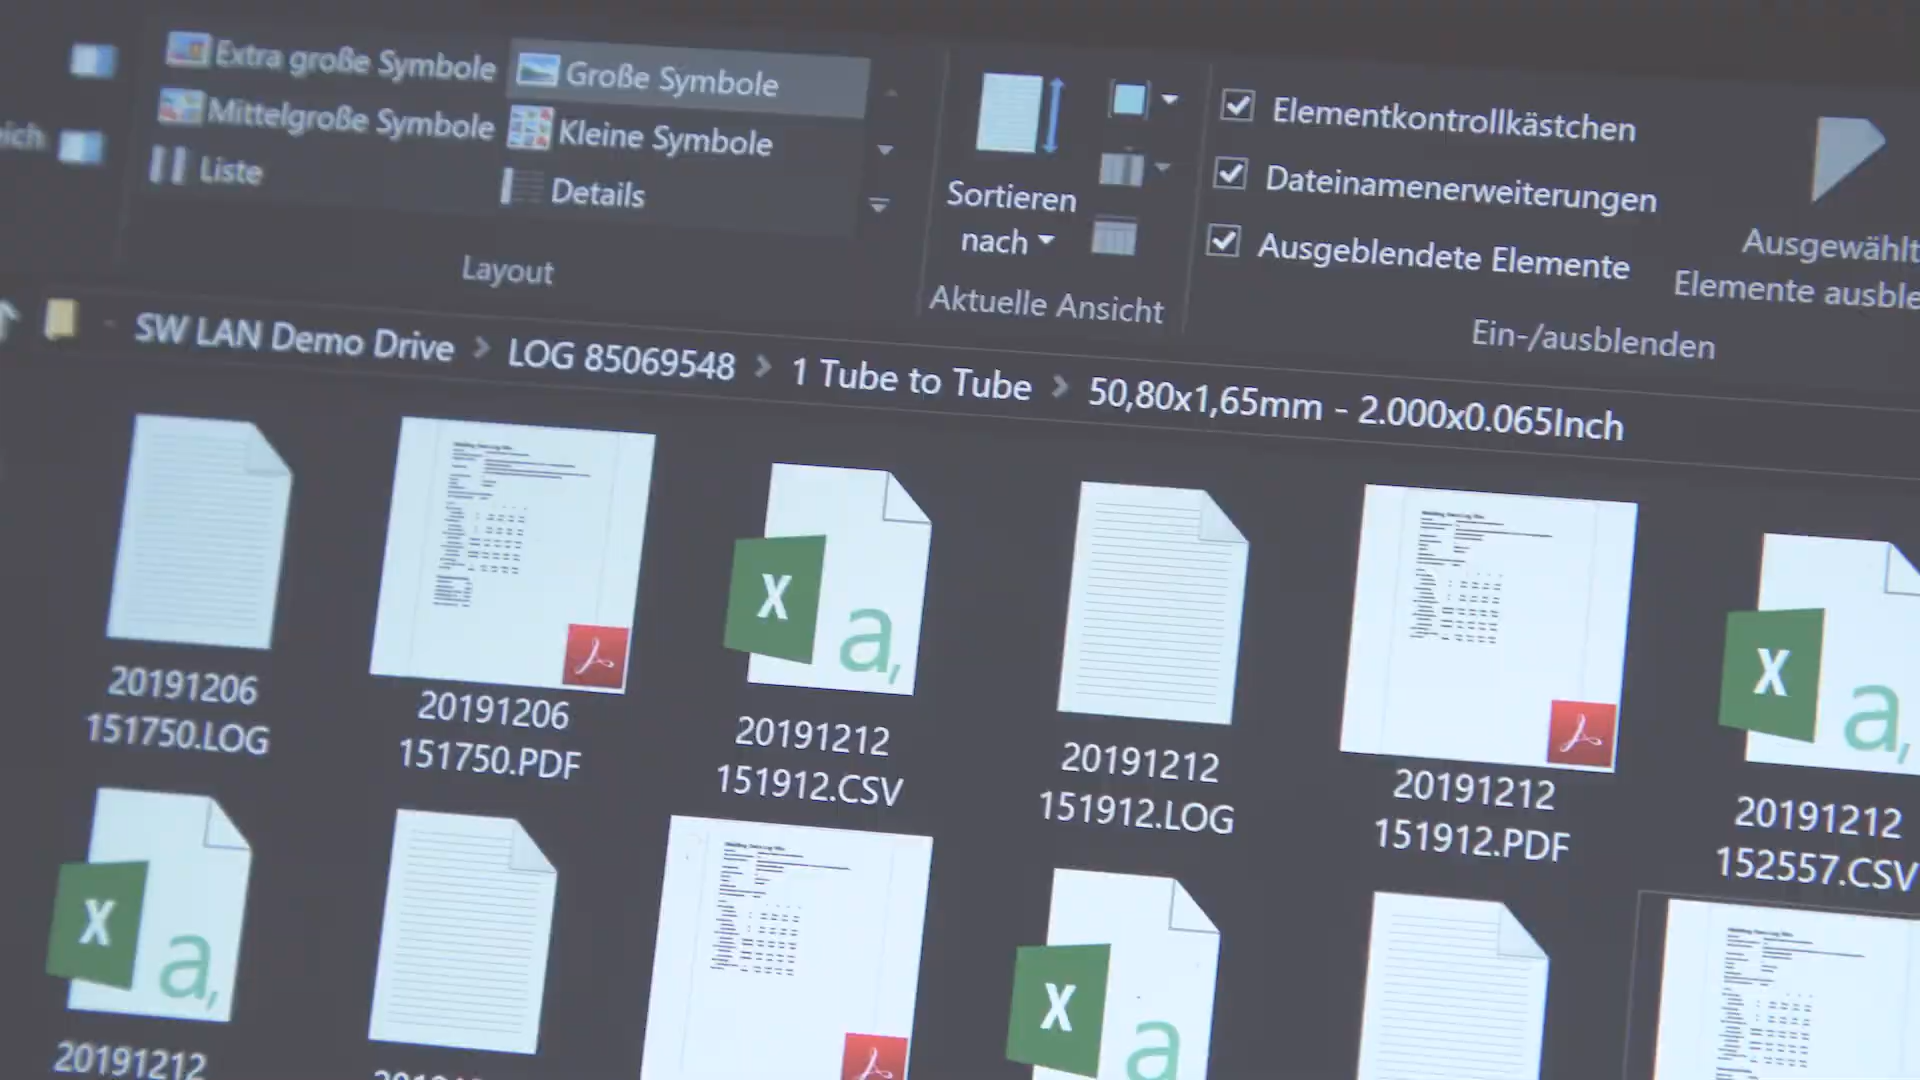 Extra große Symbole
Große Symbole
Mittelgroße Symbole
Kleine Symbole
Liste
Details
Layout
Sortieren
nach
Aktuelle Ansicht
Elementkontrollkästchen
Dateinamenerweiterungen
Ausgeblendete Elemente
Ausgewählt
Elemente ausble
Ein-/ausblenden
SW LAN Demo Drive > LOG 85069548 > 1 Tube to Tube > 50,80x1,65mm - 2.000x0.065Inch
20191206
151750.LOG
20191206
151750.PDF
20191212
151912.CSV
20191212
151912.LOG
20191212
151912.PDF
20191212
152557.CSV
20191212